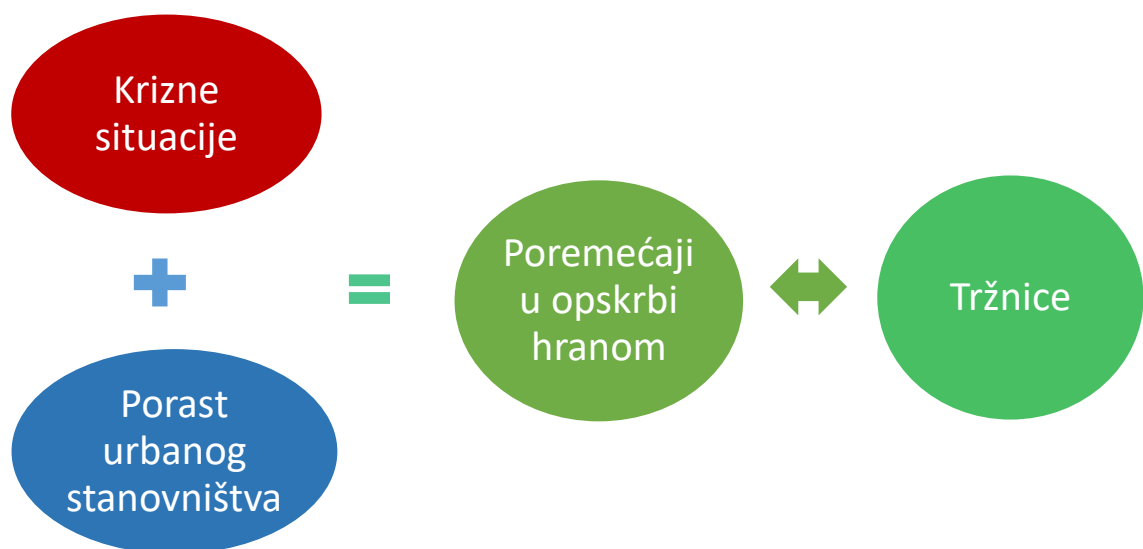 Krizne
situacije
Porast
urbanog
stanovništva
Poremećaji
u opskrbi
hranom
Tržnice